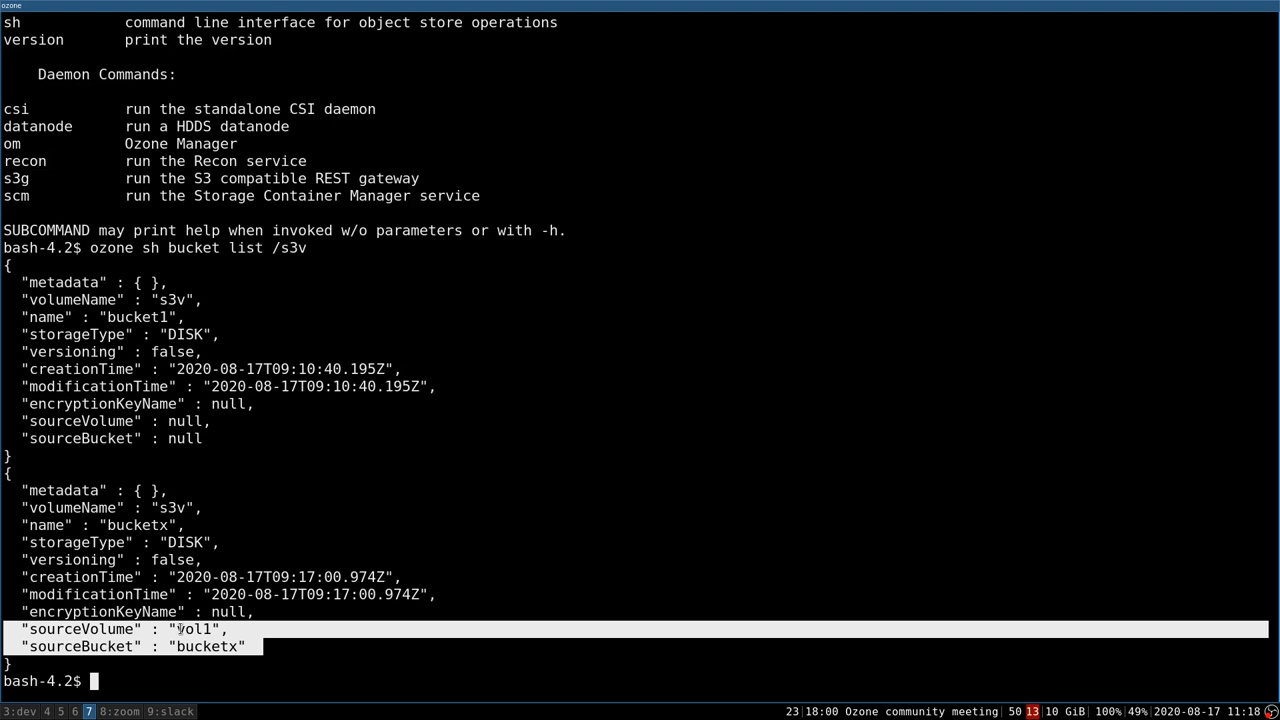 ozone
sh            command line interface for object store operations
version       print the version

    Daemon Commands:

csi           run the standalone CSI daemon
datanode      run a HDDS datanode
om            Ozone Manager
recon         run the Recon service
s3g           run the S3 compatible REST gateway
scm           run the Storage Container Manager service

SUBCOMMAND may print help when invoked w/o parameters or with -h.
bash-4.2$ ozone sh bucket list /s3v
{
  "metadata" : { },
  "volumeName" : "s3v",
  "name" : "bucket1",
  "storageType" : "DISK",
  "versioning" : false,
  "creationTime" : "2020-08-17T09:10:40.195Z",
  "modificationTime" : "2020-08-17T09:10:40.195Z",
  "encryptionKeyName" : null,
  "sourceVolume" : null,
  "sourceBucket" : null
}
{
  "metadata" : { },
  "volumeName" : "s3v",
  "name" : "bucketx",
  "storageType" : "DISK",
  "versioning" : false,
  "creationTime" : "2020-08-17T09:17:00.974Z",
  "modificationTime" : "2020-08-17T09:17:00.974Z",
  "encryptionKeyName" : null,
  "sourceVolume" : "vol1",
  "sourceBucket" : "bucketx"
}
bash-4.2$
3:dev 4 5 6 7 8:zoom 9:slack 23|18:00 Ozone community meeting| 50 13 10 GiB| 100%|49%|2020-08-17 11:18